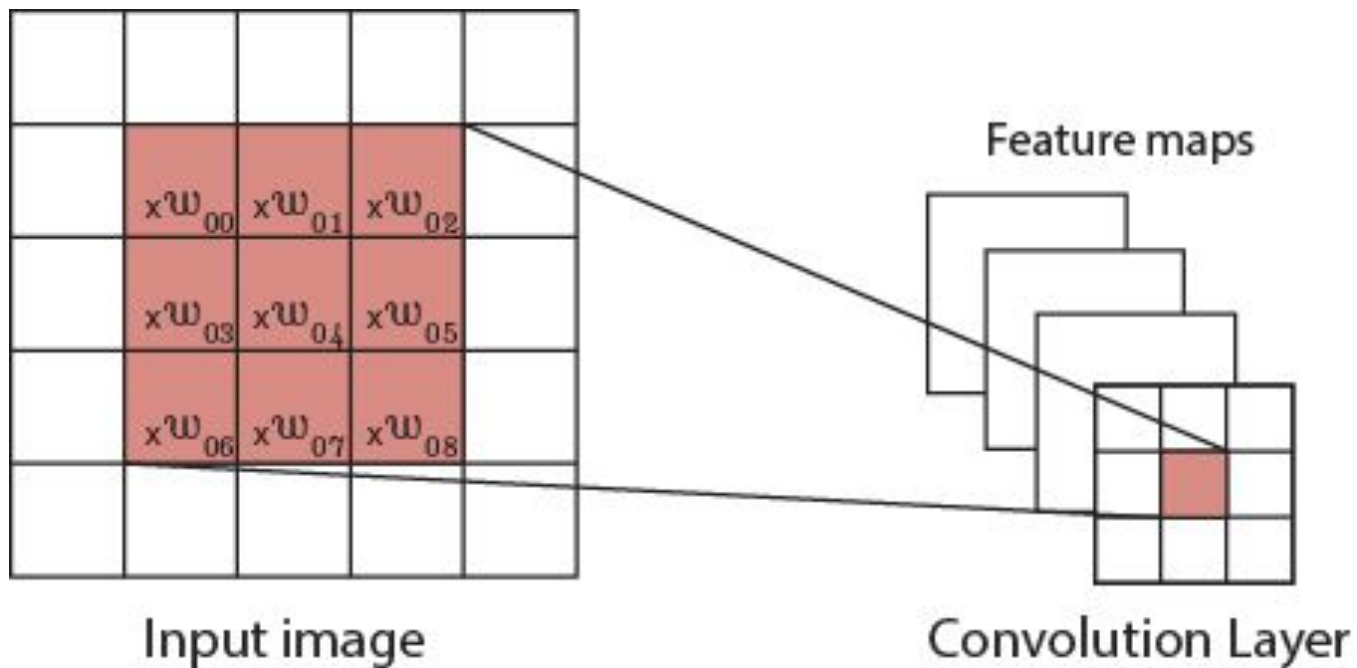 Feature maps
xw00 xw01 xw02
xw03 xw04 xw05
xw06 xw07 xw08
Input image
Convolution Layer